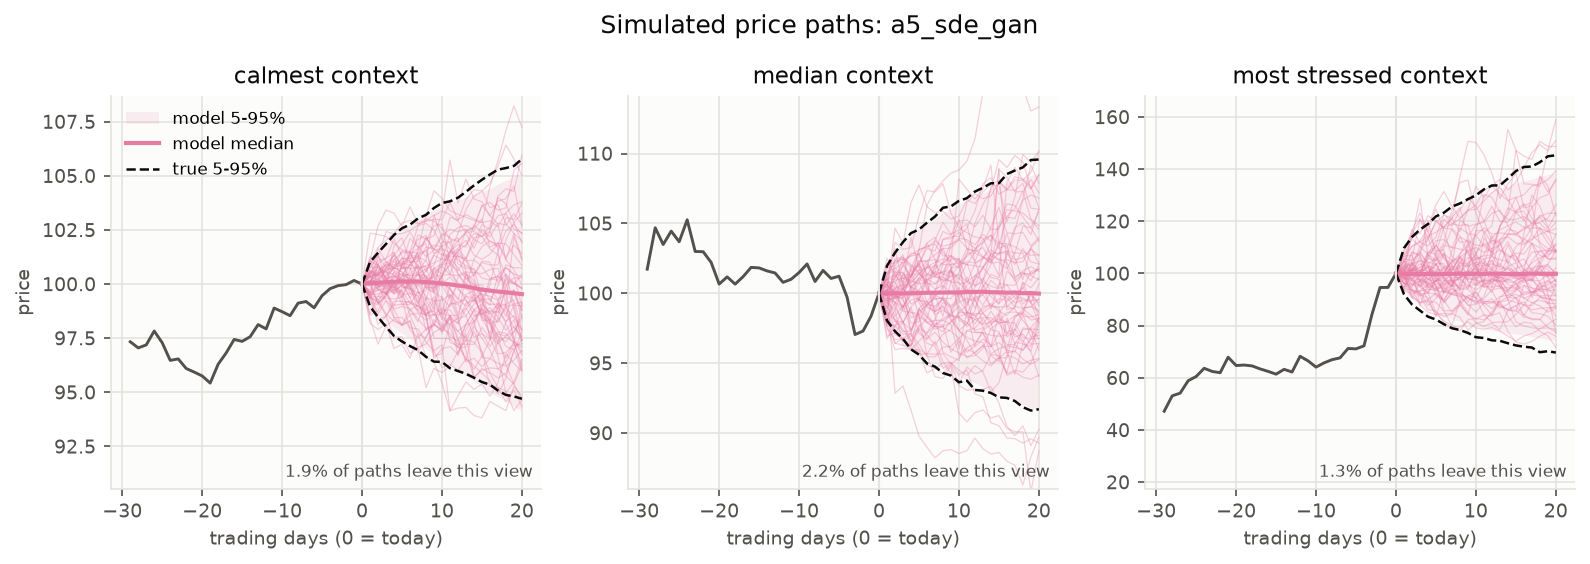 Simulated price paths: a5_sde_gan
calmest context
median context
most stressed context
model 5-95%
model median
true 5-95%
107.5
105.0
102.5
100.0
97.5
95.0
92.5
price
1.9% of paths leave this view
−30 −20 −10 0 10 20
trading days (0 = today)
110
105
100
95
90
price
2.2% of paths leave this view
−30 −20 −10 0 10 20
trading days (0 = today)
160
140
120
100
80
60
40
20
price
1.3% of paths leave this view
−30 −20 −10 0 10 20
trading days (0 = today)